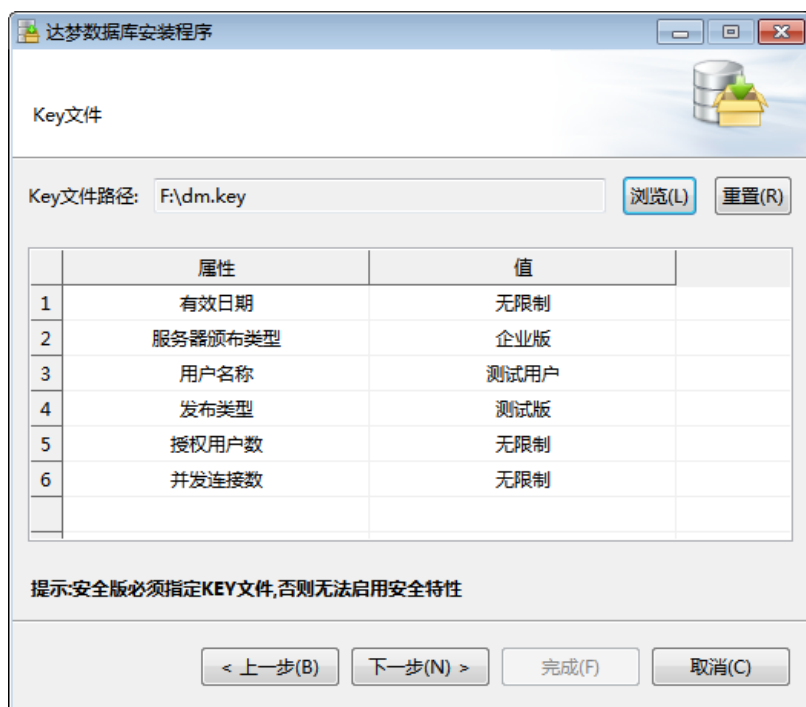 达梦数据库安装程序
Key文件
Key文件路径: F:\dm.key 浏览(L) 重置(R)
属性 值
1 有效日期 无限制
2 服务器颁布类型 企业版
3 用户名称 测试用户
4 发布类型 测试版
5 授权用户数 无限制
6 并发连接数 无限制
提示:安全版必须指定KEY文件,否则无法启用安全特性
< 上一步(B) 下一步(N) > 完成(F) 取消(C)